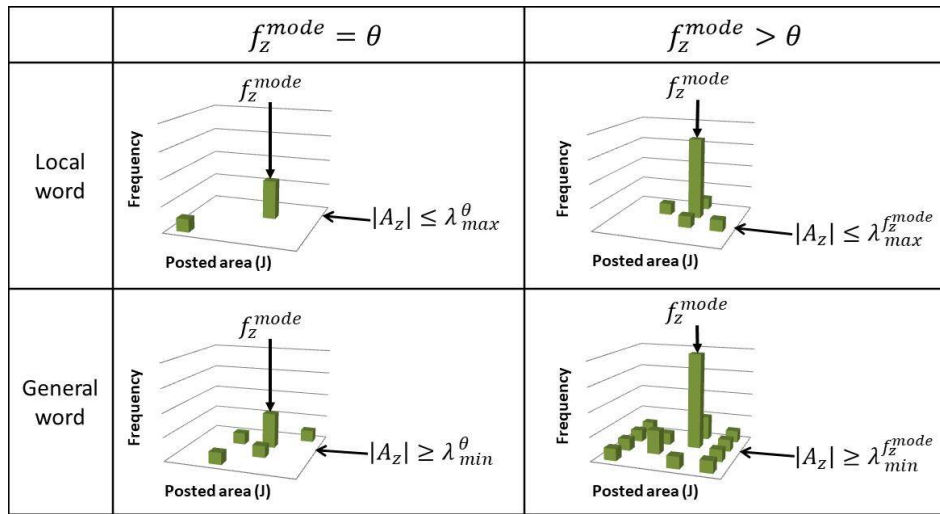 f_z^{mode} = θ
f_z^{mode} > θ
Local
word
f_z^{mode}
Frequency
Posted area (J)
|A_z| ≤ λ_{max}^{θ}
f_z^{mode}
Frequency
Posted area (J)
|A_z| ≤ λ_{max}^{f_z^{mode}}
General
word
f_z^{mode}
Frequency
Posted area (J)
|A_z| ≥ λ_{min}^{θ}
f_z^{mode}
Frequency
Posted area (J)
|A_z| ≥ λ_{min}^{f_z^{mode}}